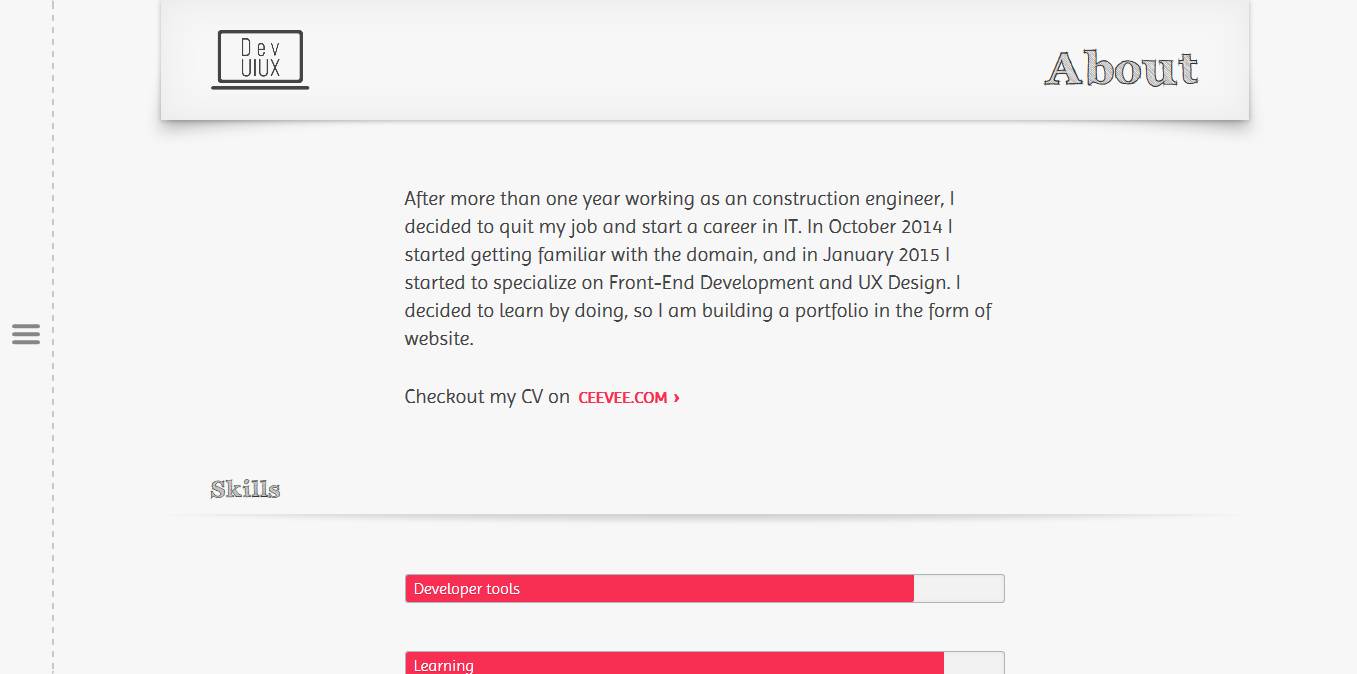 Dev
UIUX
About
After more than one year working as an construction engineer, I
decided to quit my job and start a career in IT. In October 2014 I
started getting familiar with the domain, and in January 2015 I
started to specialize on Front-End Development and UX Design. I
decided to learn by doing, so I am building a portfolio in the form of
website.
Checkout my CV on CEEVEE.COM ›
Skills
Developer tools
Learning